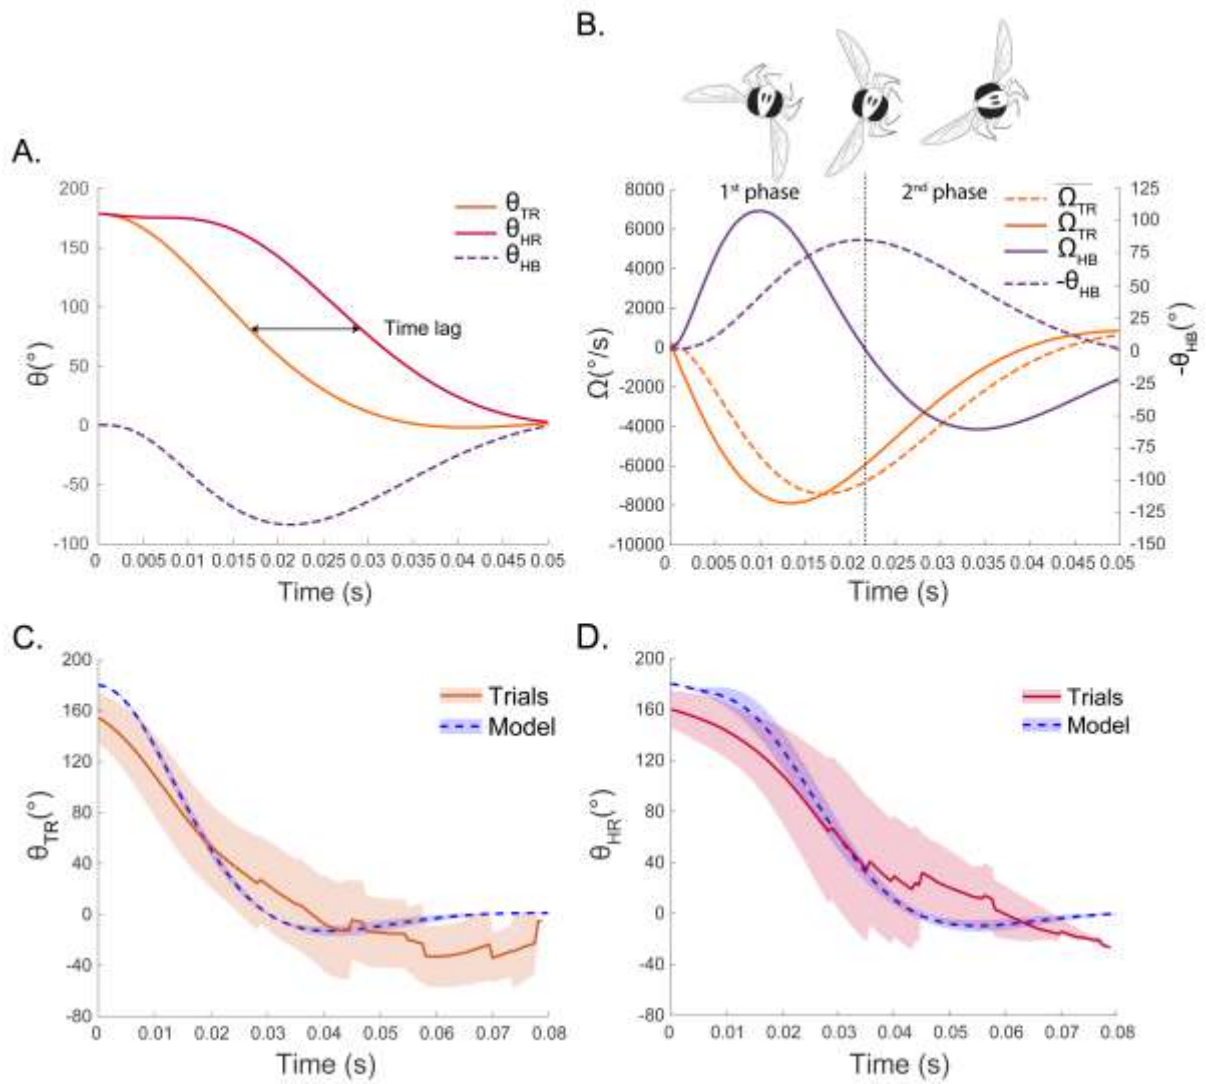 A.
200
150
100
50
0
-50
-100
θ(°)
θTR
θHR
θHB
Time lag
0 0.005 0.01 0.015 0.02 0.025 0.03 0.035 0.04 0.045 0.05
Time (s)
B.
1st phase 2nd phase
8000
6000
4000
2000
0
-2000
-4000
-6000
-8000
-10000
Ω(°/s)
ΩTR
ΩTR
ΩHB
-θHB
125
100
75
50
25
0
-25
-50
-75
-100
-125
-150
-θHB(°)
0 0.005 0.01 0.015 0.02 0.025 0.03 0.035 0.04 0.045 0.05
Time (s)
C.
200
160
120
80
40
0
-40
-80
θTR(°)
Trials
Model
0 0.01 0.02 0.03 0.04 0.05 0.06 0.07 0.08
Time (s)
D.
200
160
120
80
40
0
-40
-80
θHR(°)
Trials
Model
0 0.01 0.02 0.03 0.04 0.05 0.06 0.07 0.08
Time (s)